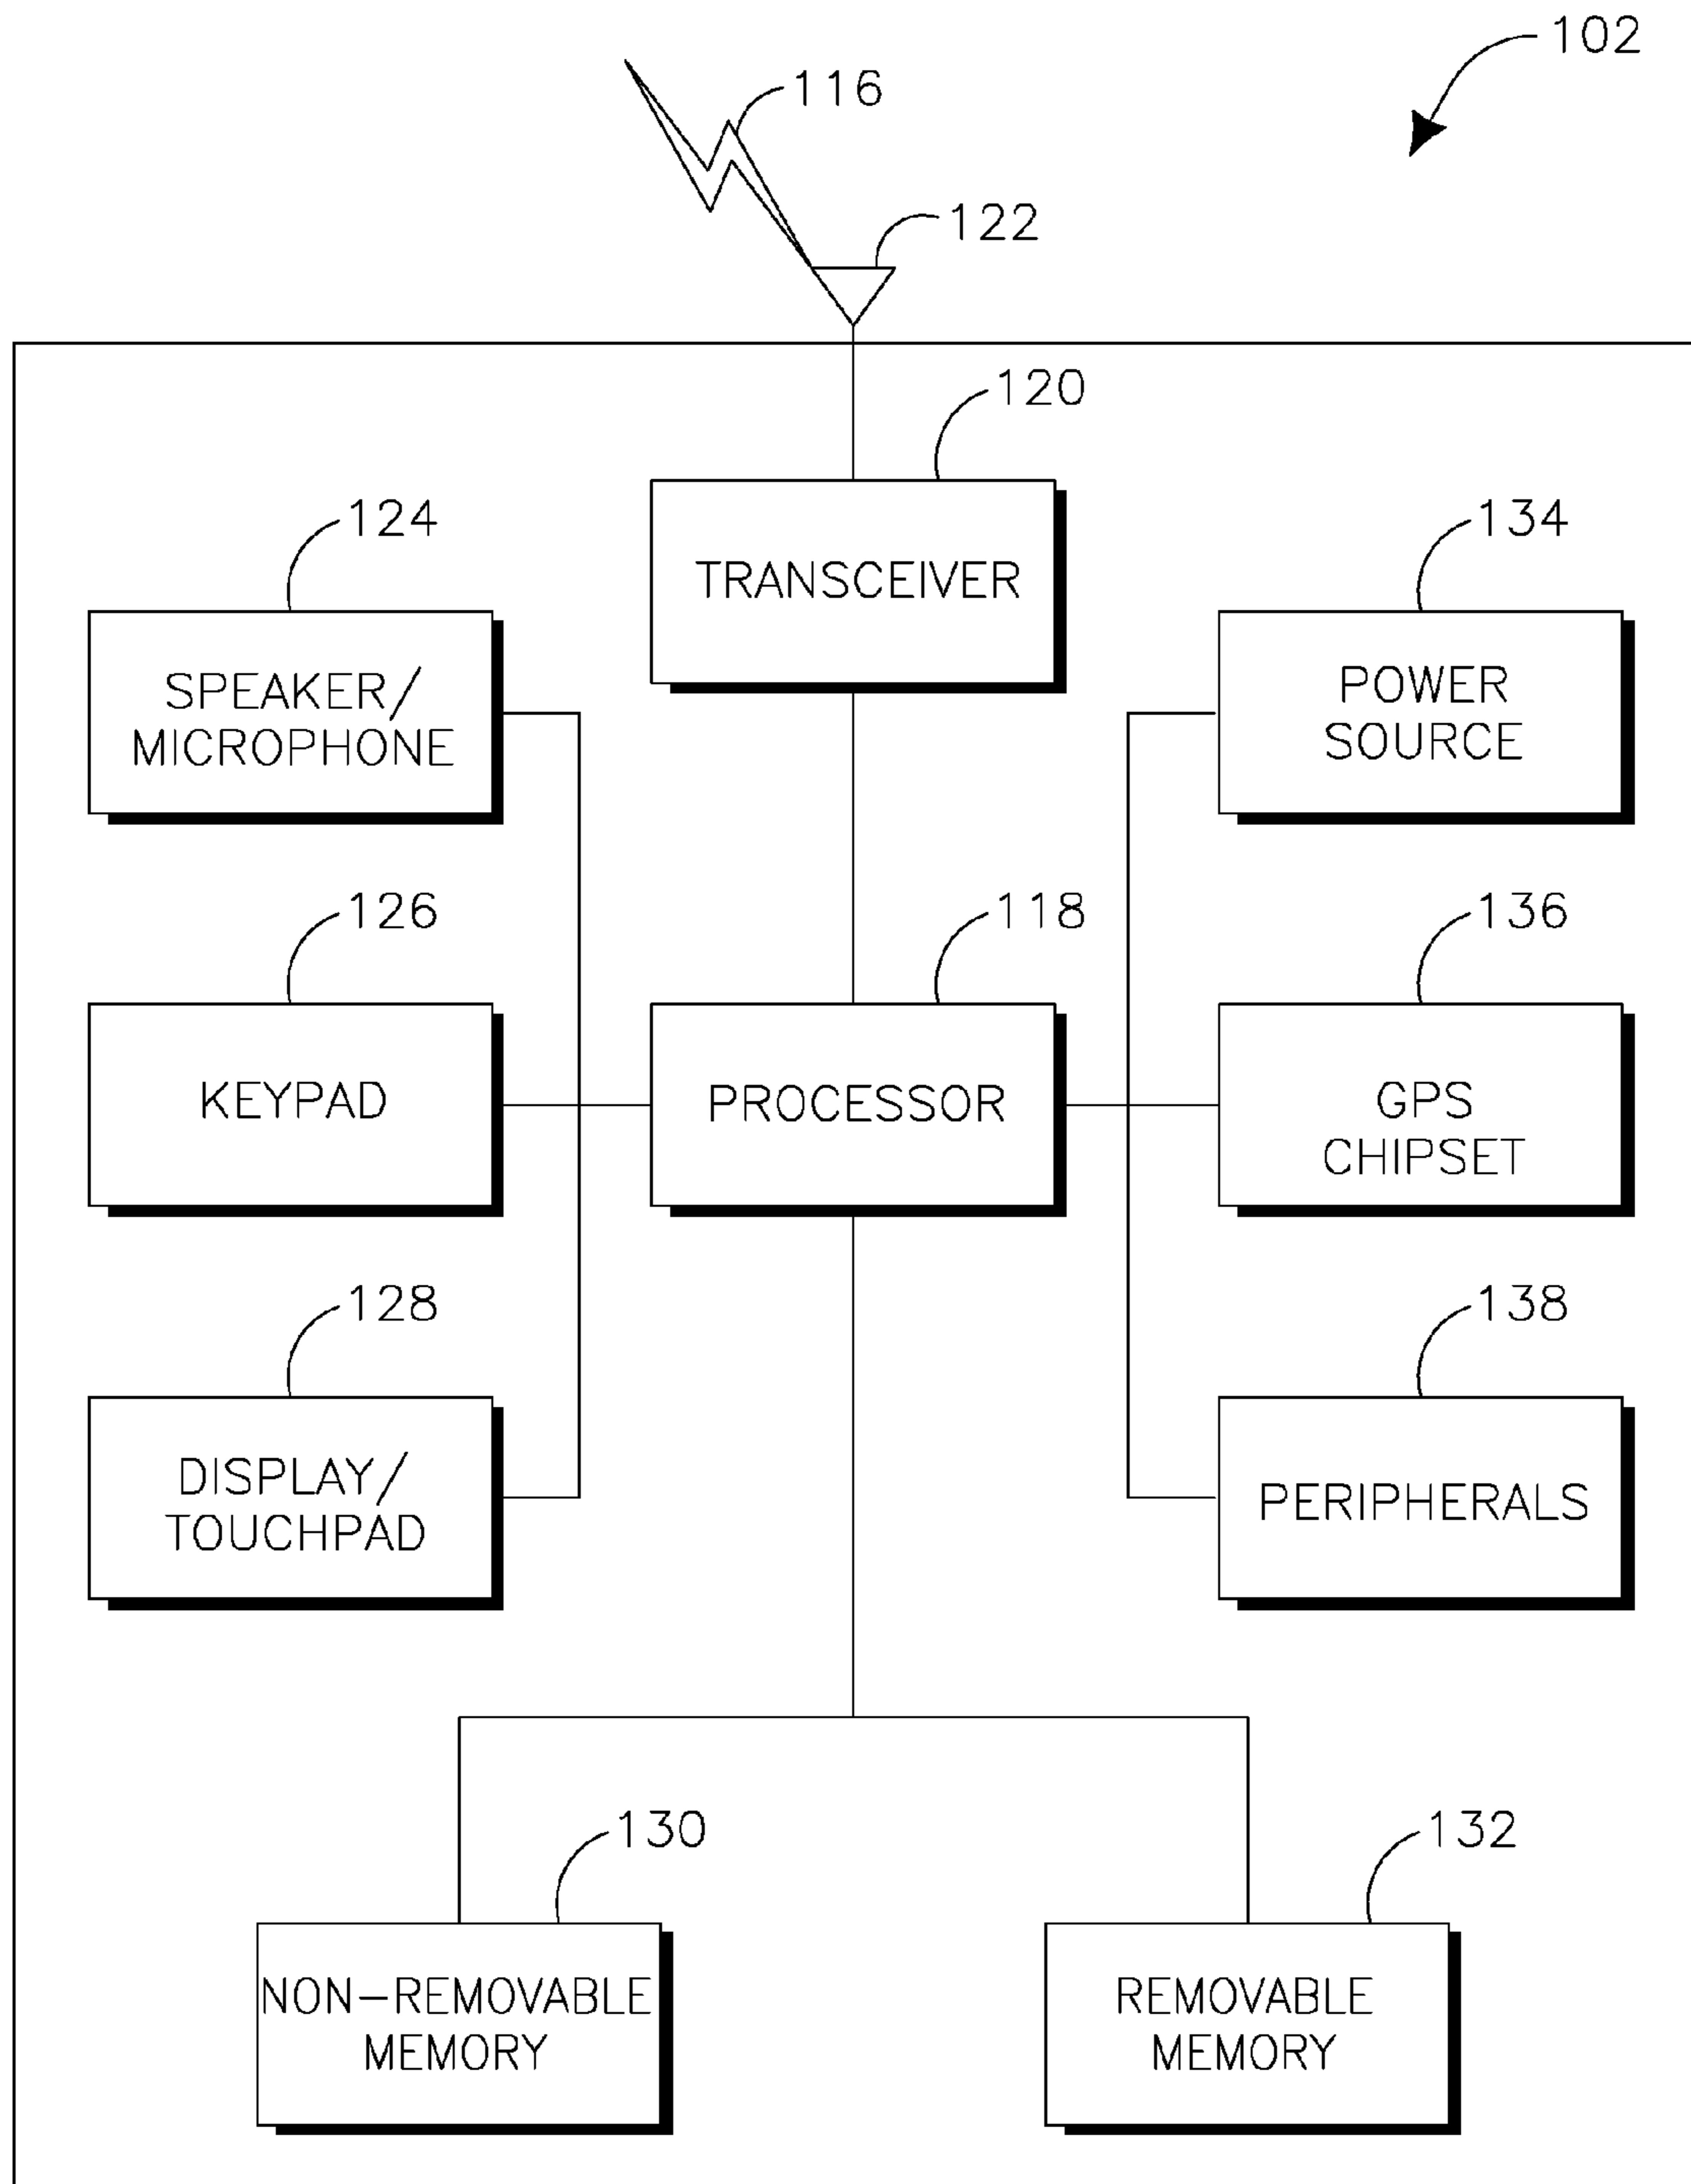 102
116
122
120
TRANSCEIVER
124
SPEAKER/
MICROPHONE
134
POWER
SOURCE
126
KEYPAD
118
PROCESSOR
136
GPS
CHIPSET
128
DISPLAY/
TOUCHPAD
138
PERIPHERALS
130
NON-REMOVABLE
MEMORY
132
REMOVABLE
MEMORY